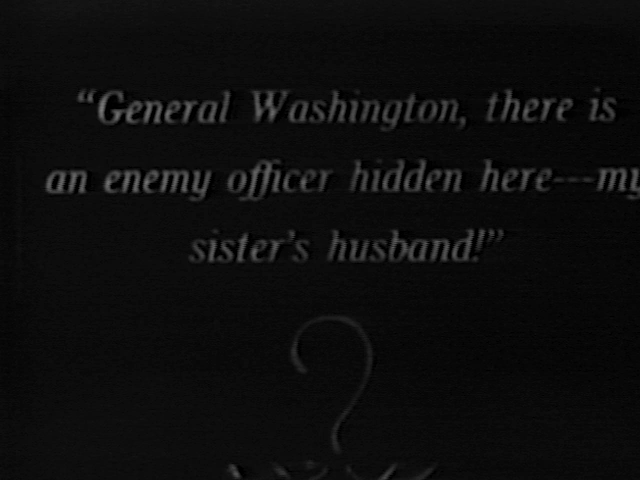 “General Washington, there is
an enemy officer hidden here---my
sister’s husband!”